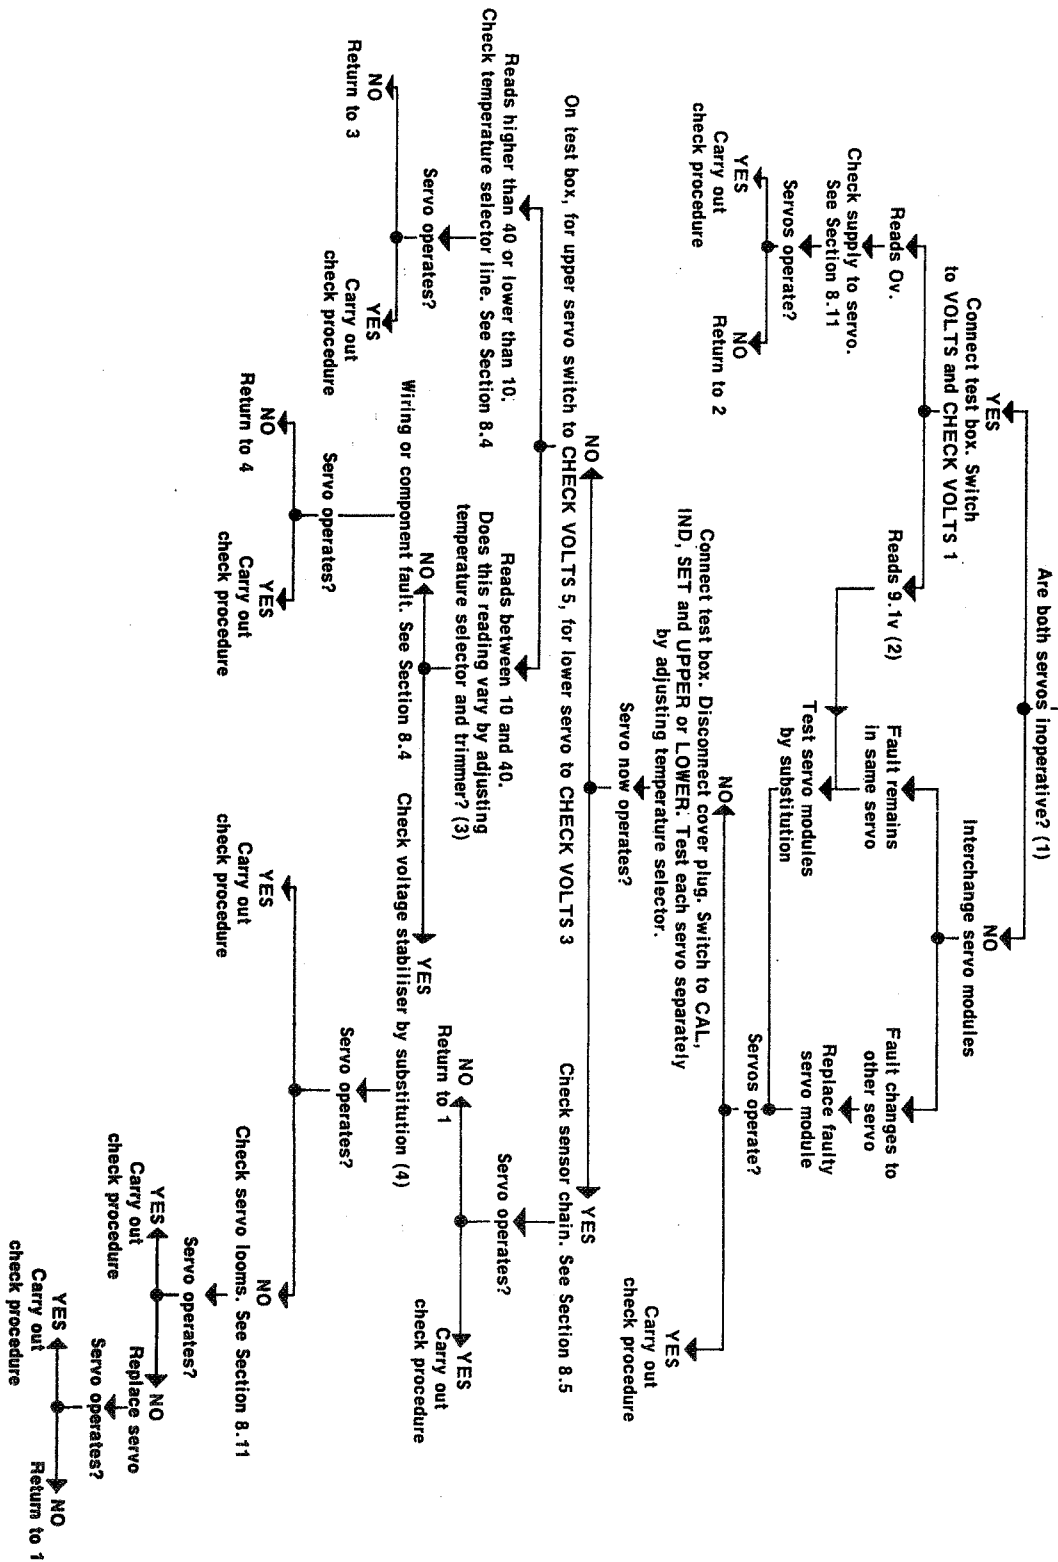 Are both servos inoperative? (1)
YES
Connect test box. Switch
to VOLTS and CHECK VOLTS 1
Reads 0v.
Check supply to servo.
See Section 8.11
Servos operate?
YES
Carry out
check procedure
NO
Return to 2
Reads 9.1v (2)
NO
Interchange servo modules
Fault remains
in same servo
Test servo modules
by substitution
Fault changes to
other servo
Replace faulty
servo module
Servos operate?
NO
Connect test box. Disconnect cover plug. Switch to CAL,
IND, SET and UPPER or LOWER. Test each servo separately
by adjusting temperature selector.
YES
Carry out
check procedure
Servo now operates?
NO
On test box, for upper servo switch to CHECK VOLTS 5, for lower servo to CHECK VOLTS 3
YES
Check sensor chain. See Section 8.5
Servo operates?
NO
Return to 1
YES
Carry out
check procedure
Reads higher than 40 or lower than 10.
Check temperature selector line. See Section 8.4
Servo operates?
NO
Return to 3
YES
Carry out
check procedure
Reads between 10 and 40.
Does this reading vary by adjusting
temperature selector and trimmer? (3)
NO
Wiring or component fault. See Section 8.4
Servo operates?
NO
Return to 4
YES
Carry out
check procedure
YES
Check voltage stabiliser by substitution (4)
Servo operates?
YES
Carry out
check procedure
NO
Check servo looms. See Section 8.11
Servo operates?
YES
Carry out
check procedure
NO
Replace servo
Servo operates?
YES
Carry out
check procedure
NO
Return to 1